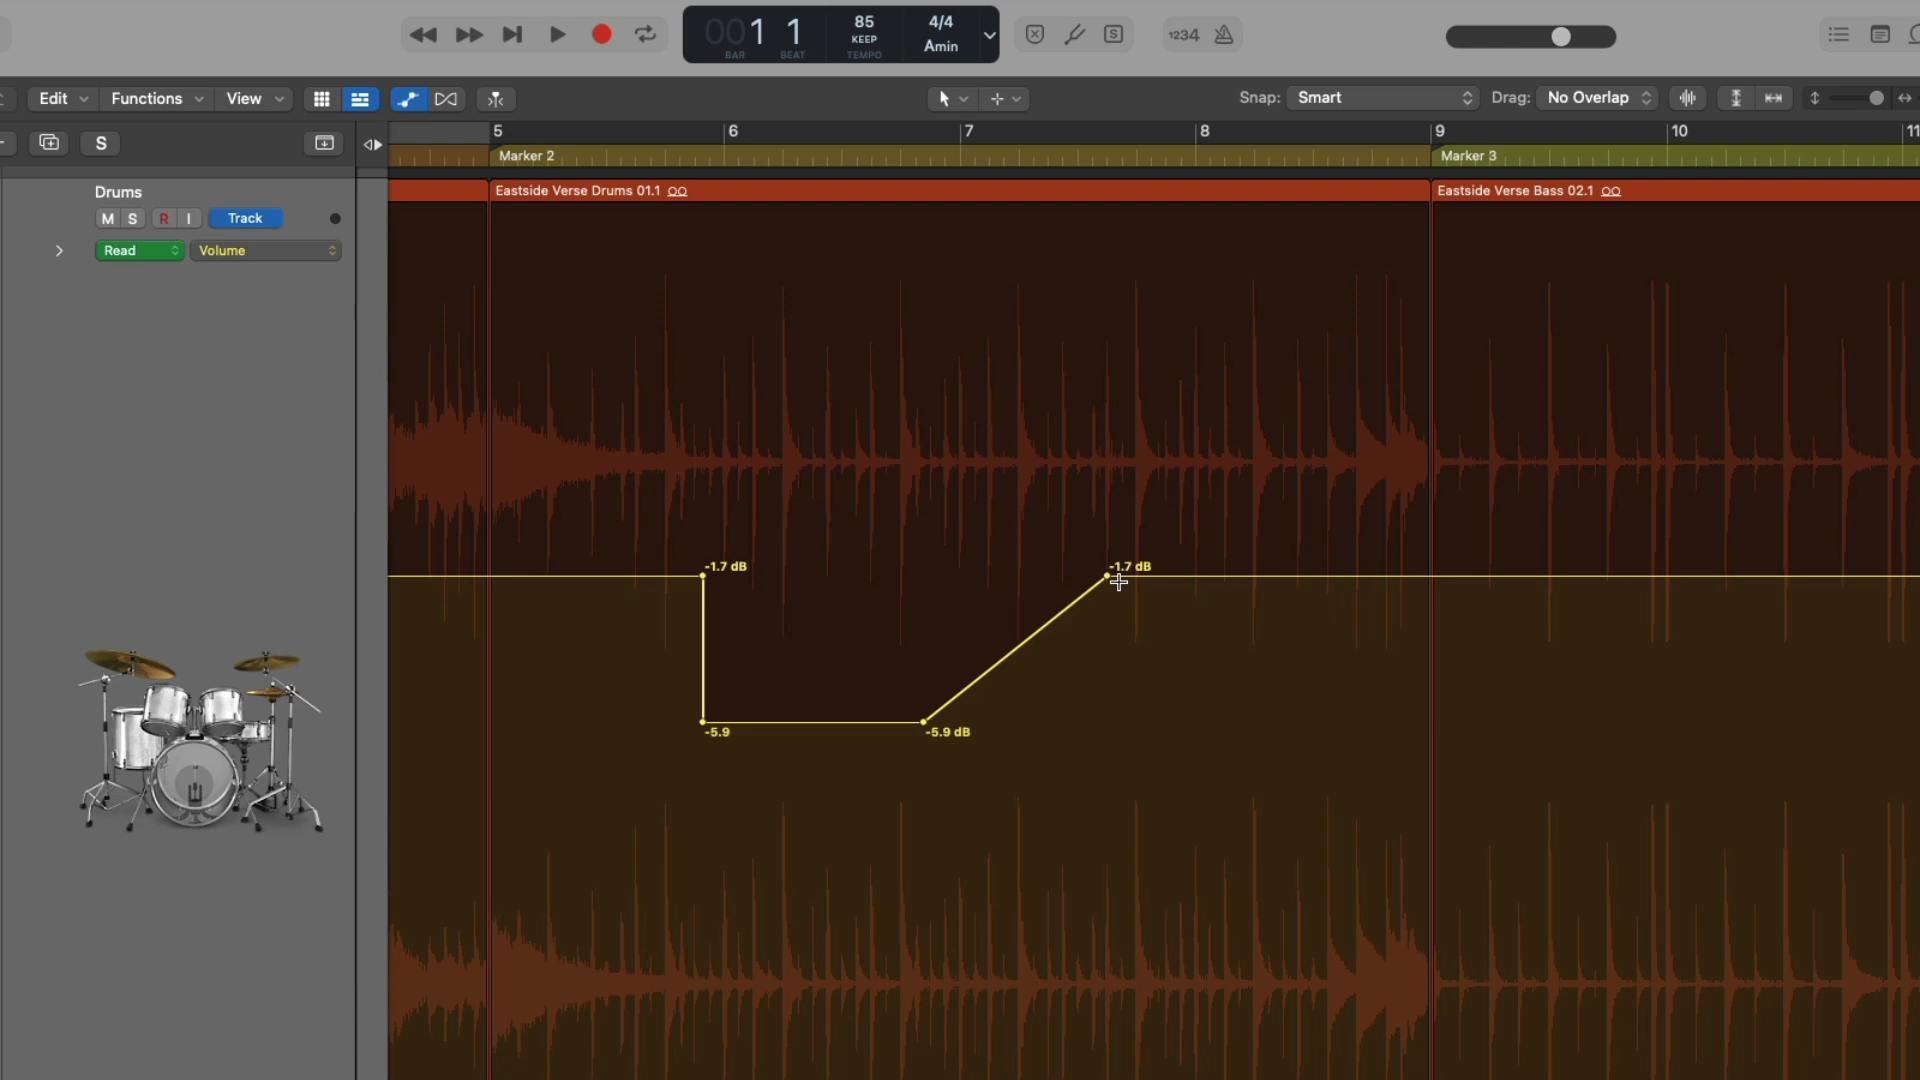 001 1 85 4/4
KEEP Amin
BAR BEAT TEMPO
S 1234
Edit Functions View Snap: Smart Drag: No Overlap
5 6 7 8 9 10 11
S
Marker 2 Marker 3
Drums Eastside Verse Drums 01.1 Eastside Verse Bass 02.1
M S R I Track
Read Volume
-1.7 dB -1.7 dB
-5.9 -5.9 dB